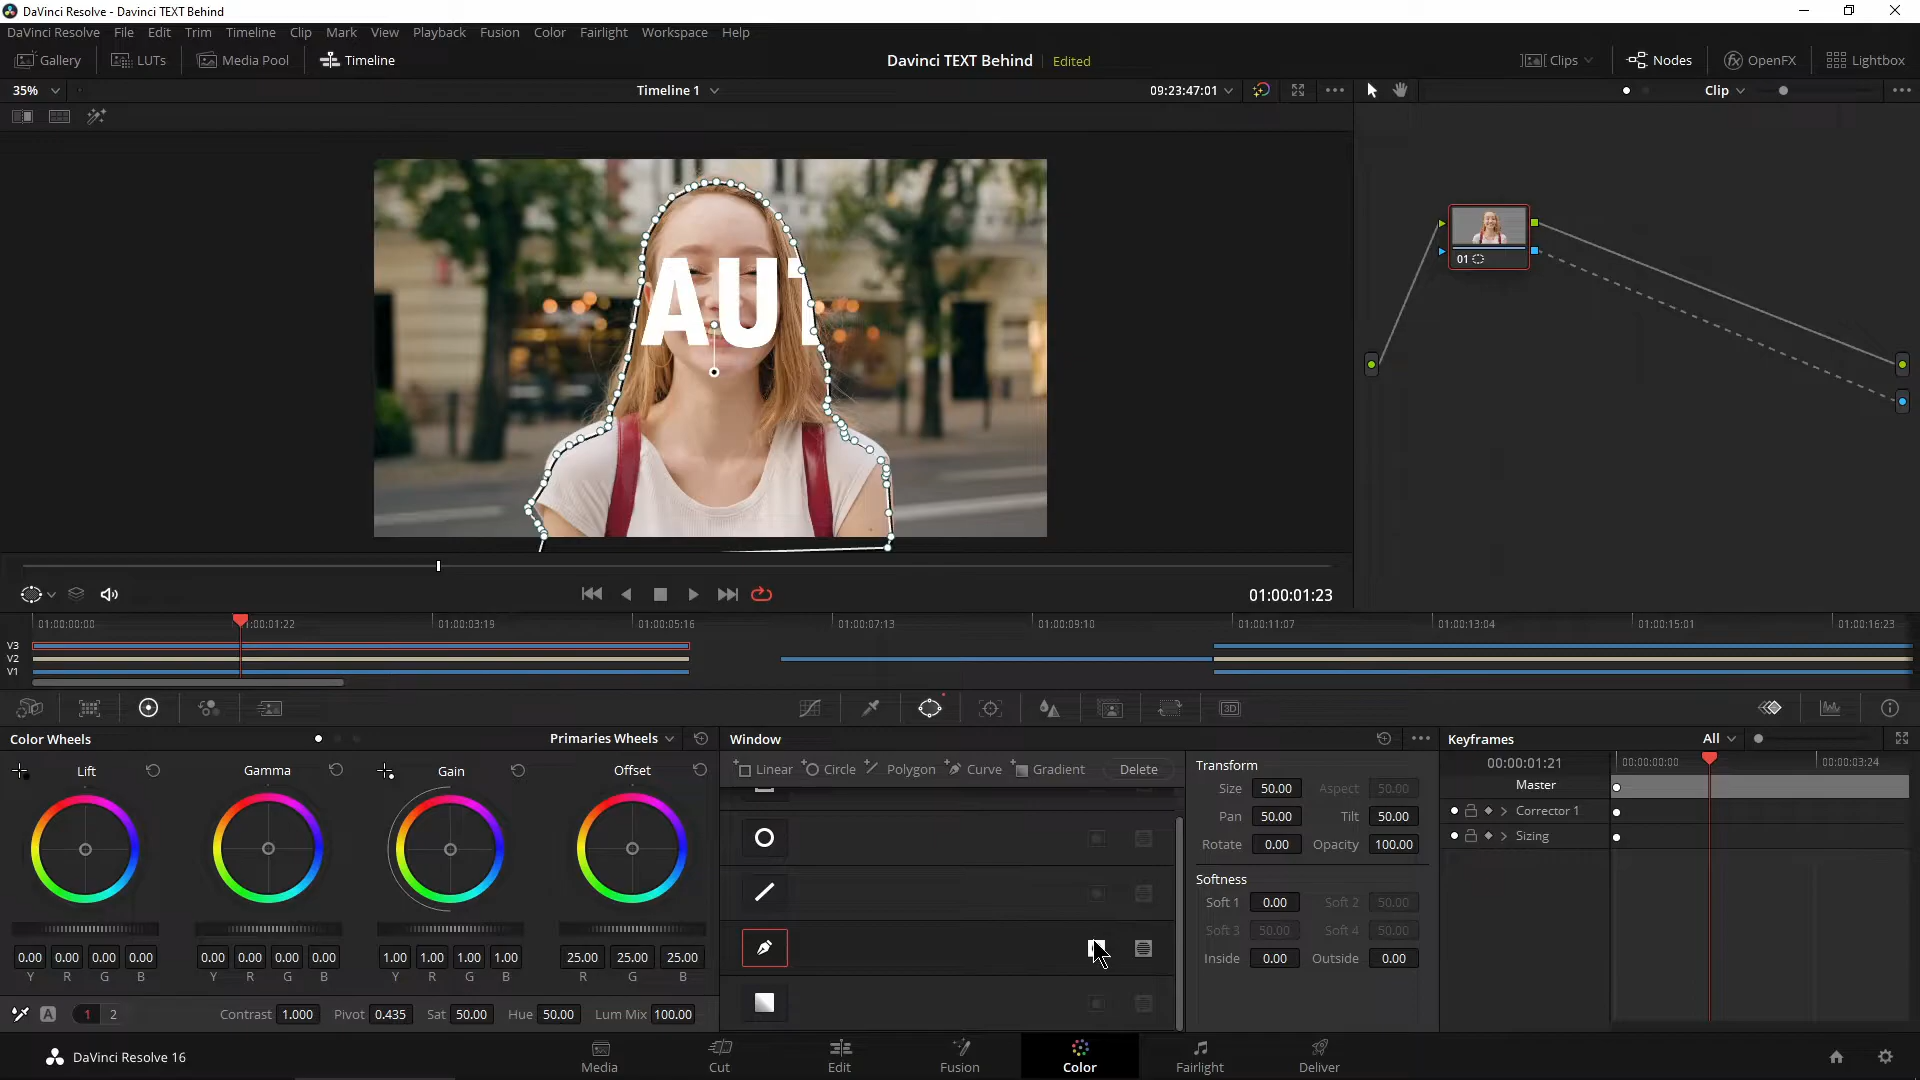 DaVinci Resolve - Davinci TEXT Behind
DaVinci Resolve File Edit Trim Timeline Clip Mark View Playback Fusion Color Fairlight Workspace Help
Gallery LUTs Media Pool Timeline Davinci TEXT Behind Edited Clips Nodes OpenFX Lightbox
35% Timeline 1 09:23:47:01 Clip
AUT
01
01:00:01:23
01:00:00:00 01:00:01:22 01:00:03:19 01:00:05:16 01:00:07:13 01:00:09:10 01:00:11:07 01:00:13:04 01:00:15:01 01:00:16:23
V3
V2
V1
3D
Color Wheels Primaries Wheels Window Keyframes All
Lift Gamma Gain Offset
Linear Circle Polygon Curve Gradient Delete
Transform
Size 50.00 Aspect 50.00
Pan 50.00 Tilt 50.00
Rotate 0.00 Opacity 100.00
Softness
Soft 1 0.00 Soft 2 50.00
Soft 3 50.00 Soft 4 50.00
Inside 0.00 Outside 0.00
00:00:01:21 00:00:00:00 00:00:03:24
Master
Corrector 1
Sizing
0.00 0.00 0.00 0.00 0.00 0.00 0.00 0.00 1.00 1.00 1.00 1.00 25.00 25.00 25.00
Y R G B Y R G B Y R G B R G B
A 1 2 Contrast 1.000 Pivot 0.435 Sat 50.00 Hue 50.00 Lum Mix 100.00
DaVinci Resolve 16 Media Cut Edit Fusion Color Fairlight Deliver